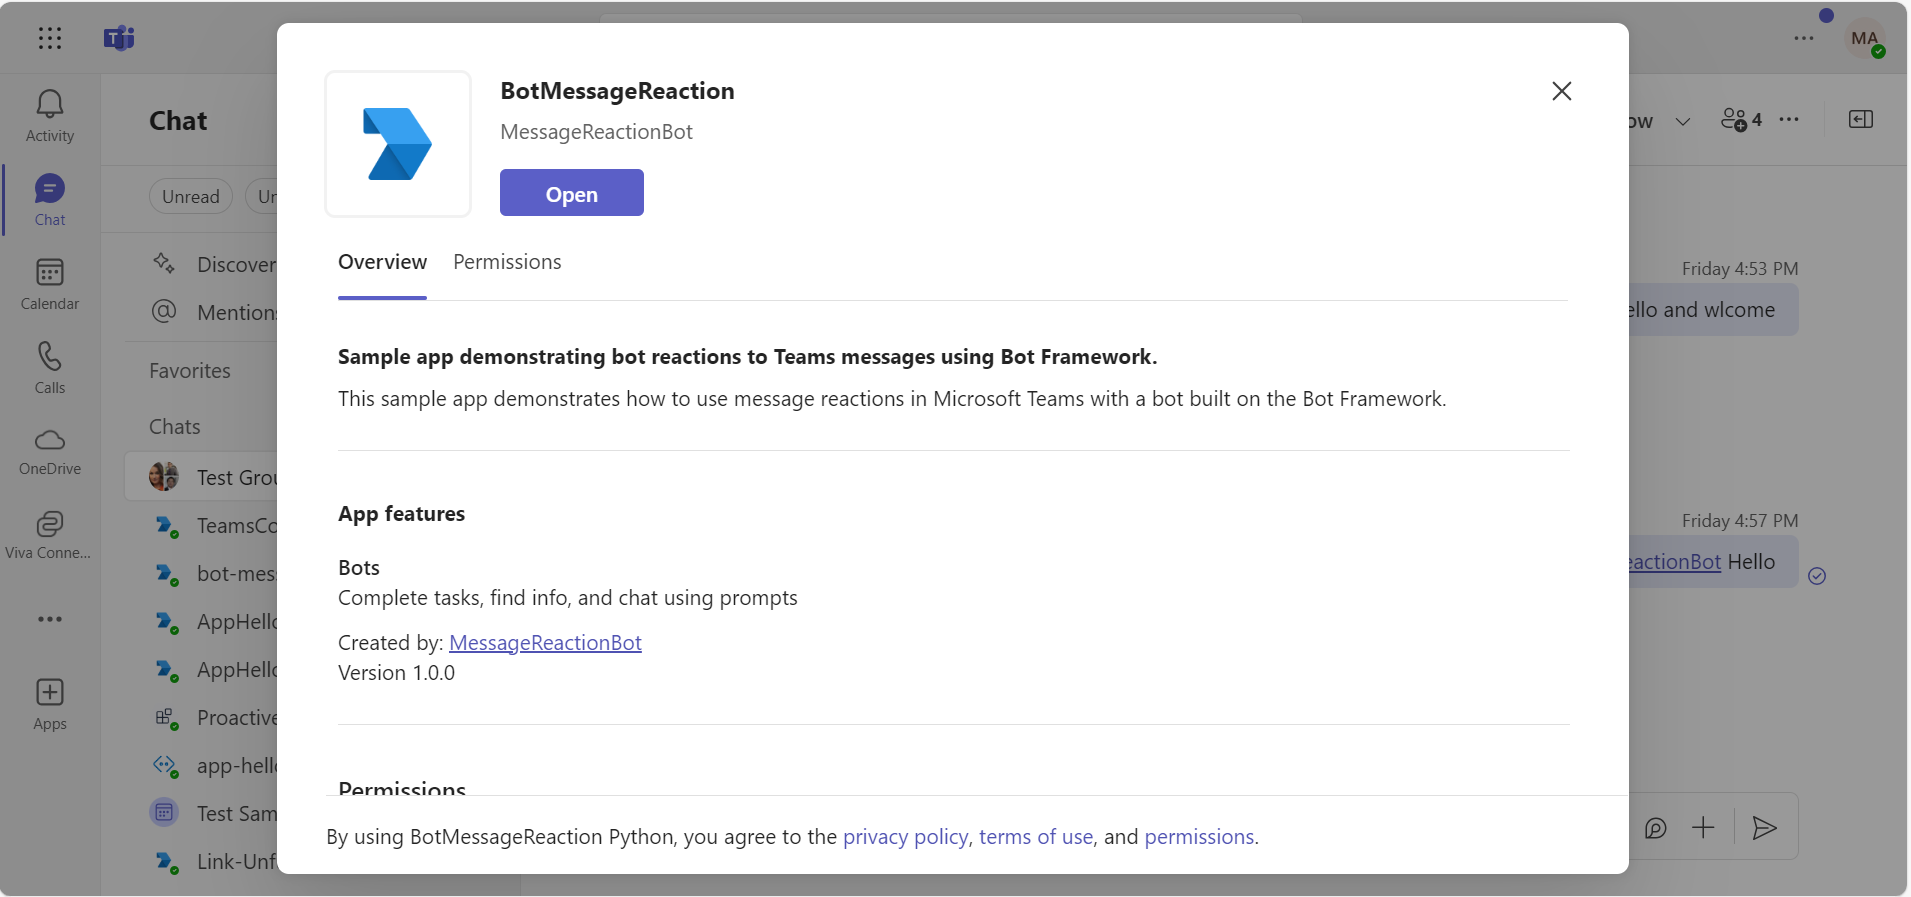 MA
Activity
Chat
Calendar
Calls
OneDrive
Viva Conne...
Apps
Chat
Unread
Discover
Mention
Favorites
Chats
Test Grou
TeamsCo
bot-mes
AppHello
AppHello
Proactive
app-hello
Test Sam
Link-Unf
BotMessageReaction
MessageReactionBot
Open
Overview Permissions
Sample app demonstrating bot reactions to Teams messages using Bot Framework.
This sample app demonstrates how to use message reactions in Microsoft Teams with a bot built on the Bot Framework.
App features
Bots
Complete tasks, find info, and chat using prompts
Created by: MessageReactionBot
Version 1.0.0
Permissions
By using BotMessageReaction Python, you agree to the privacy policy, terms of use, and permissions.
ow 4
Friday 4:53 PM
ello and wlcome
Friday 4:57 PM
eactionBot Hello